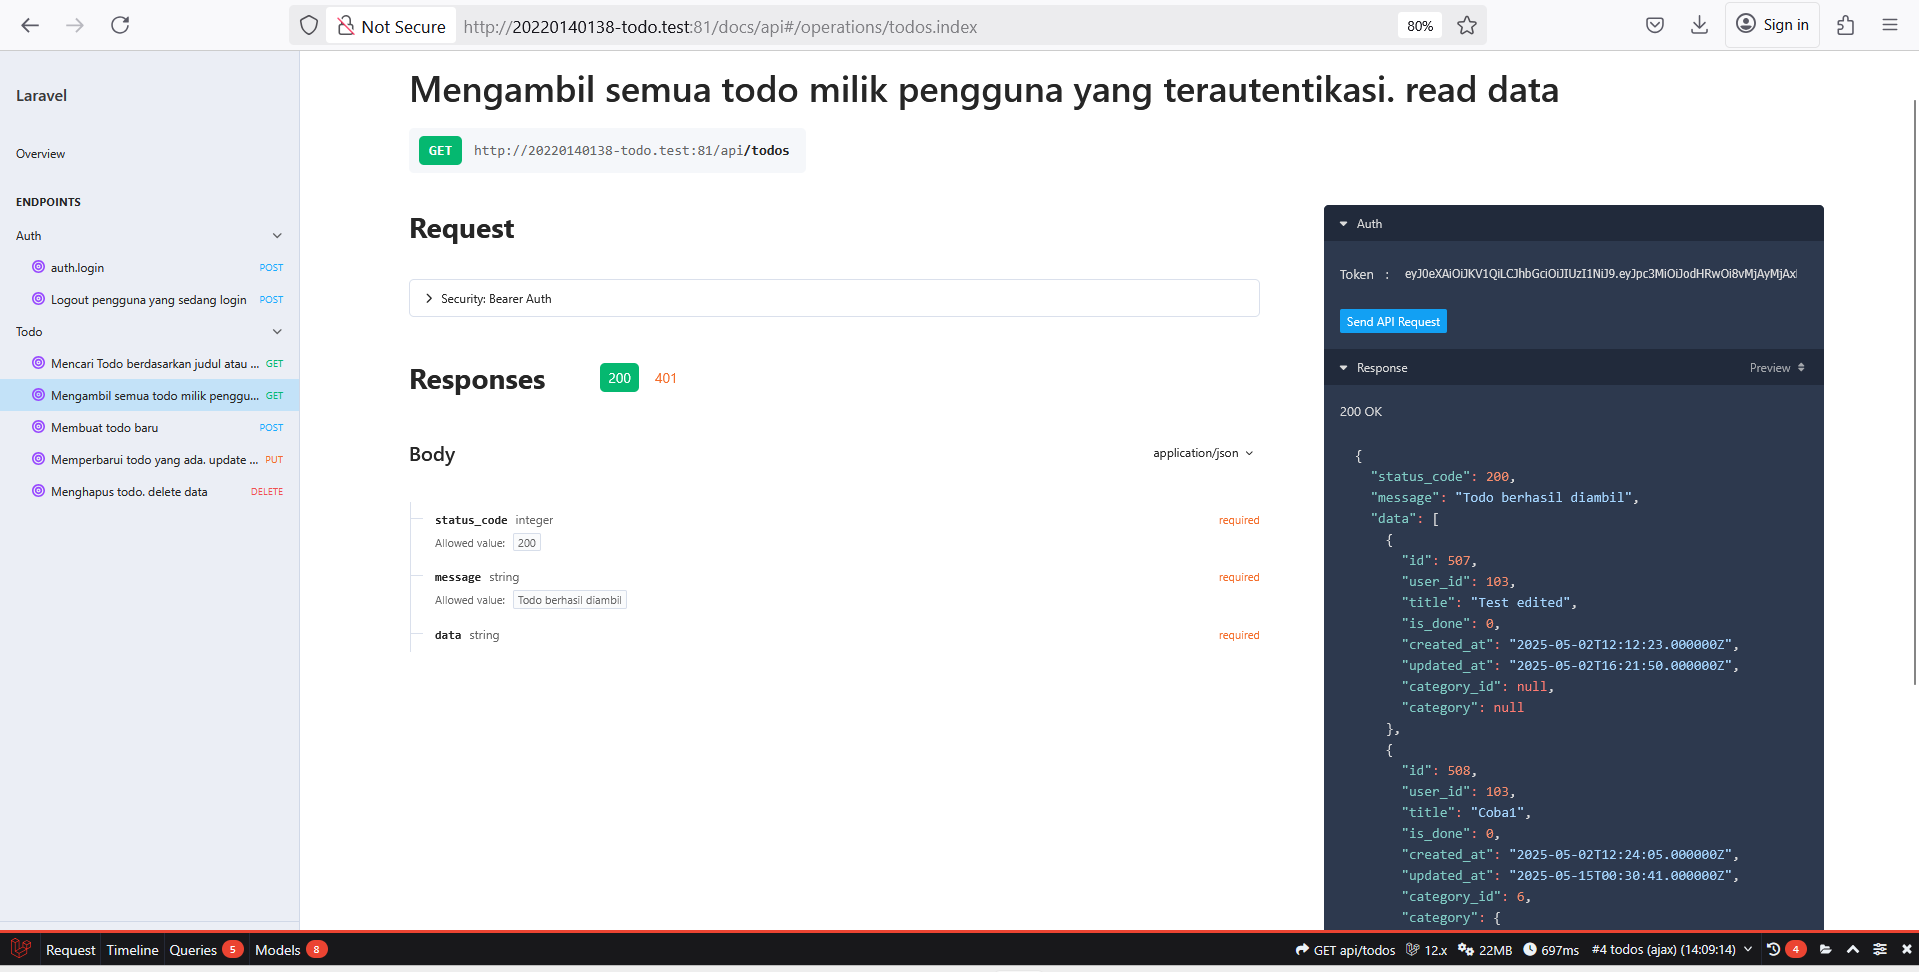 Not Secure
http://20220140138-todo.test:81/docs/api#/operations/todos.index
80%
Sign in
Laravel
Overview
ENDPOINTS
Auth
auth.login POST
Logout pengguna yang sedang login POST
Todo
Mencari Todo berdasarkan judul atau ... GET
Mengambil semua todo milik penggu... GET
Membuat todo baru POST
Memperbarui todo yang ada. update ... PUT
Menghapus todo. delete data DELETE
Mengambil semua todo milik pengguna yang terautentikasi. read data
GET http://20220140138-todo.test:81/api/todos
Request
Security: Bearer Auth
Responses 200 401
Body application/json
status_code integer required
Allowed value: 200
message string required
Allowed value: Todo berhasil diambil
data string required
Auth
Token : eyJ0eXAiOiJKV1QiLCJhbGciOiJIUzI1NiJ9.eyJpc3MiOiJodHRwOi8vMjAyMjAx
Send API Request
Response Preview
200 OK
{
"status_code": 200,
"message": "Todo berhasil diambil",
"data": [
{
"id": 507,
"user_id": 103,
"title": "Test edited",
"is_done": 0,
"created_at": "2025-05-02T12:12:23.000000Z",
"updated_at": "2025-05-02T16:21:50.000000Z",
"category_id": null,
"category": null
},
{
"id": 508,
"user_id": 103,
"title": "Coba1",
"is_done": 0,
"created_at": "2025-05-02T12:24:05.000000Z",
"updated_at": "2025-05-15T00:30:41.000000Z",
"category_id": 6,
"category": {
Request Timeline Queries 5 Models 8 GET api/todos 12.x 22MB 697ms #4 todos (ajax) (14:09:14) 4